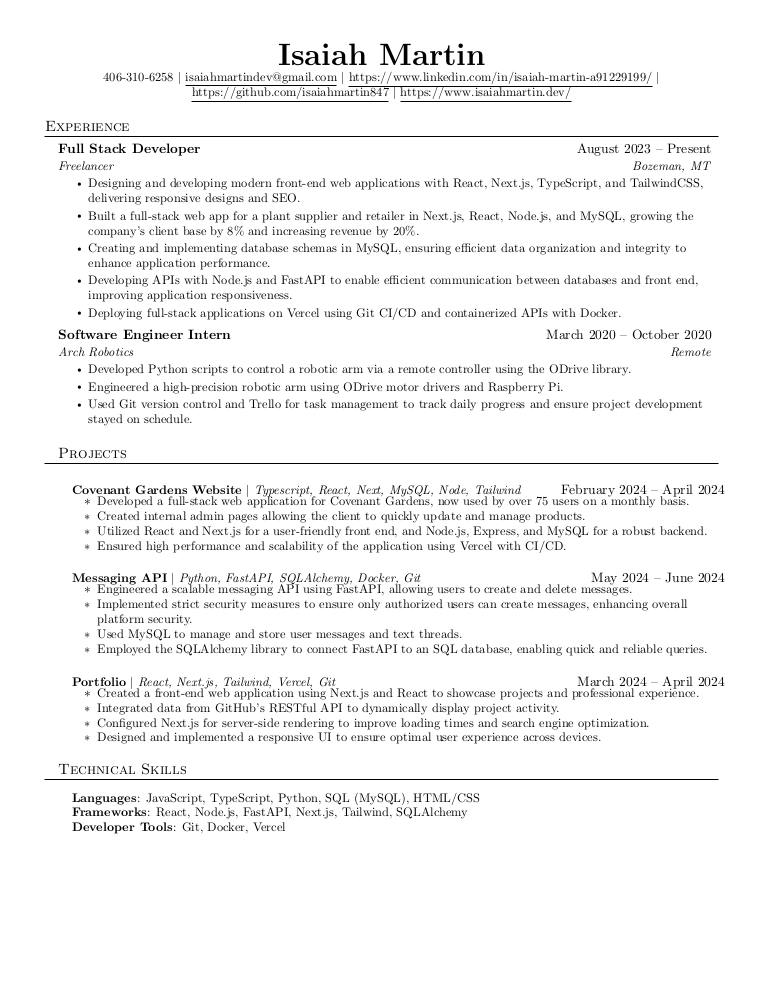 Isaiah Martin
406-310-6258 | isaiahmartindev@gmail.com | https://www.linkedin.com/in/isaiah-martin-a91229199/ |
https://github.com/isaiahmartin847 | https://www.isaiahmartin.dev/
Experience
Full Stack Developer August 2023 – Present
Freelancer Bozeman, MT
• Designing and developing modern front-end web applications with React, Next.js, TypeScript, and TailwindCSS,
delivering responsive designs and SEO.
• Built a full-stack web app for a plant supplier and retailer in Next.js, React, Node.js, and MySQL, growing the
company's client base by 8% and increasing revenue by 20%.
• Creating and implementing database schemas in MySQL, ensuring efficient data organization and integrity to
enhance application performance.
• Developing APIs with Node.js and FastAPI to enable efficient communication between databases and front end,
improving application responsiveness.
• Deploying full-stack applications on Vercel using Git CI/CD and containerized APIs with Docker.
Software Engineer Intern March 2020 – October 2020
Arch Robotics Remote
• Developed Python scripts to control a robotic arm via a remote controller using the ODrive library.
• Engineered a high-precision robotic arm using ODrive motor drivers and Raspberry Pi.
• Used Git version control and Trello for task management to track daily progress and ensure project development
stayed on schedule.
Projects
Covenant Gardens Website | Typescript, React, Next, MySQL, Node, Tailwind February 2024 – April 2024
* Developed a full-stack web application for Covenant Gardens, now used by over 75 users on a monthly basis.
* Created internal admin pages allowing the client to quickly update and manage products.
* Utilized React and Next.js for a user-friendly front end, and Node.js, Express, and MySQL for a robust backend.
* Ensured high performance and scalability of the application using Vercel with CI/CD.
Messaging API | Python, FastAPI, SQLAlchemy, Docker, Git May 2024 – June 2024
* Engineered a scalable messaging API using FastAPI, allowing users to create and delete messages.
* Implemented strict security measures to ensure only authorized users can create messages, enhancing overall
platform security.
* Used MySQL to manage and store user messages and text threads.
* Employed the SQLAlchemy library to connect FastAPI to an SQL database, enabling quick and reliable queries.
Portfolio | React, Next.js, Tailwind, Vercel, Git March 2024 – April 2024
* Created a front-end web application using Next.js and React to showcase projects and professional experience.
* Integrated data from GitHub's RESTful API to dynamically display project activity.
* Configured Next.js for server-side rendering to improve loading times and search engine optimization.
* Designed and implemented a responsive UI to ensure optimal user experience across devices.
Technical Skills
Languages: JavaScript, TypeScript, Python, SQL (MySQL), HTML/CSS
Frameworks: React, Node.js, FastAPI, Next.js, Tailwind, SQLAlchemy
Developer Tools: Git, Docker, Vercel